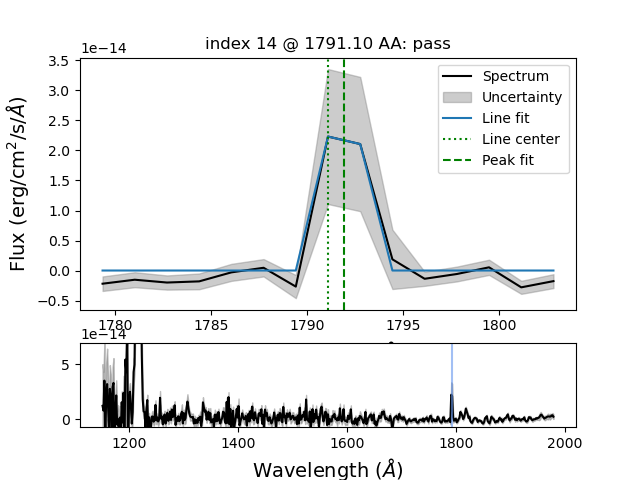 index 14 @ 1791.10 AA: pass
1e−14
Flux (erg/cm²/s/Å)
3.5
3.0
2.5
2.0
1.5
1.0
0.5
0.0
−0.5
Spectrum
Uncertainty
Line fit
Line center
Peak fit
1780 1785 1790 1795 1800
1e−14
5
0
1200 1400 1600 1800 2000
Wavelength (Å)